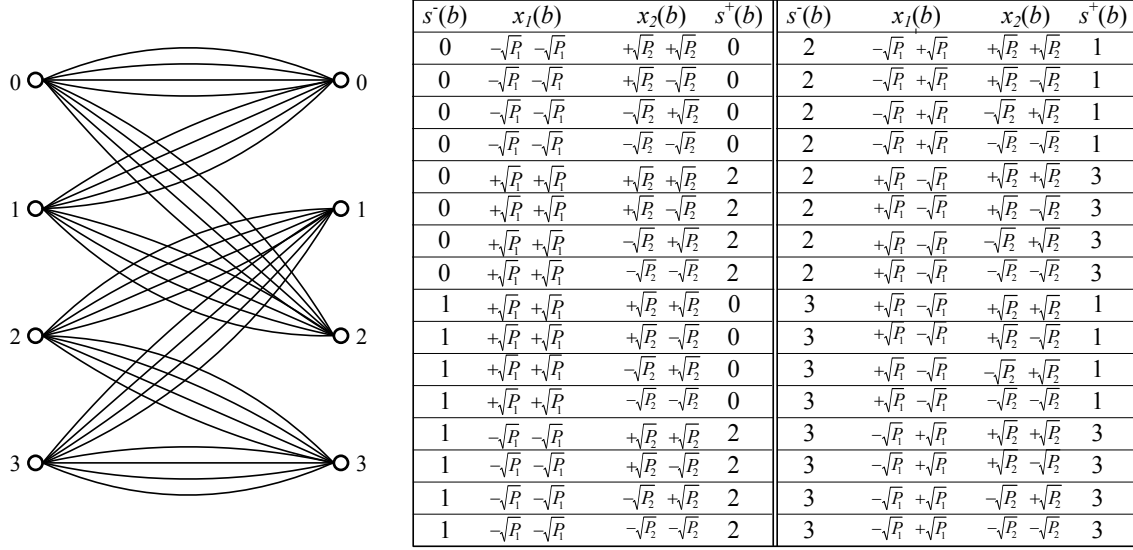 0 0
1 1
2 2
3 3
s⁻(b) x₁(b) x₂(b) s⁺(b) s⁻(b) x₁(b) x₂(b) s⁺(b)
0 −√P₁ −√P₁ +√P₂ +√P₂ 0 2 −√P₁ +√P₁ +√P₂ +√P₂ 1
0 −√P₁ −√P₁ +√P₂ −√P₂ 0 2 −√P₁ +√P₁ +√P₂ −√P₂ 1
0 −√P₁ −√P₁ −√P₂ +√P₂ 0 2 −√P₁ +√P₁ −√P₂ +√P₂ 1
0 −√P₁ −√P₁ −√P₂ −√P₂ 0 2 −√P₁ +√P₁ −√P₂ −√P₂ 1
0 +√P₁ +√P₁ +√P₂ +√P₂ 2 2 +√P₁ −√P₁ +√P₂ +√P₂ 3
0 +√P₁ +√P₁ +√P₂ −√P₂ 2 2 +√P₁ −√P₁ +√P₂ −√P₂ 3
0 +√P₁ +√P₁ −√P₂ +√P₂ 2 2 +√P₁ −√P₁ −√P₂ +√P₂ 3
0 +√P₁ +√P₁ −√P₂ −√P₂ 2 2 +√P₁ −√P₁ −√P₂ −√P₂ 3
1 +√P₁ +√P₁ +√P₂ +√P₂ 0 3 +√P₁ −√P₁ +√P₂ +√P₂ 1
1 +√P₁ +√P₁ +√P₂ −√P₂ 0 3 +√P₁ −√P₁ +√P₂ −√P₂ 1
1 +√P₁ +√P₁ −√P₂ +√P₂ 0 3 +√P₁ −√P₁ −√P₂ +√P₂ 1
1 +√P₁ +√P₁ −√P₂ −√P₂ 0 3 +√P₁ −√P₁ −√P₂ −√P₂ 1
1 −√P₁ −√P₁ +√P₂ +√P₂ 2 3 −√P₁ +√P₁ +√P₂ +√P₂ 3
1 −√P₁ −√P₁ +√P₂ −√P₂ 2 3 −√P₁ +√P₁ +√P₂ −√P₂ 3
1 −√P₁ −√P₁ −√P₂ +√P₂ 2 3 −√P₁ +√P₁ −√P₂ +√P₂ 3
1 −√P₁ −√P₁ −√P₂ −√P₂ 2 3 −√P₁ +√P₁ −√P₂ −√P₂ 3